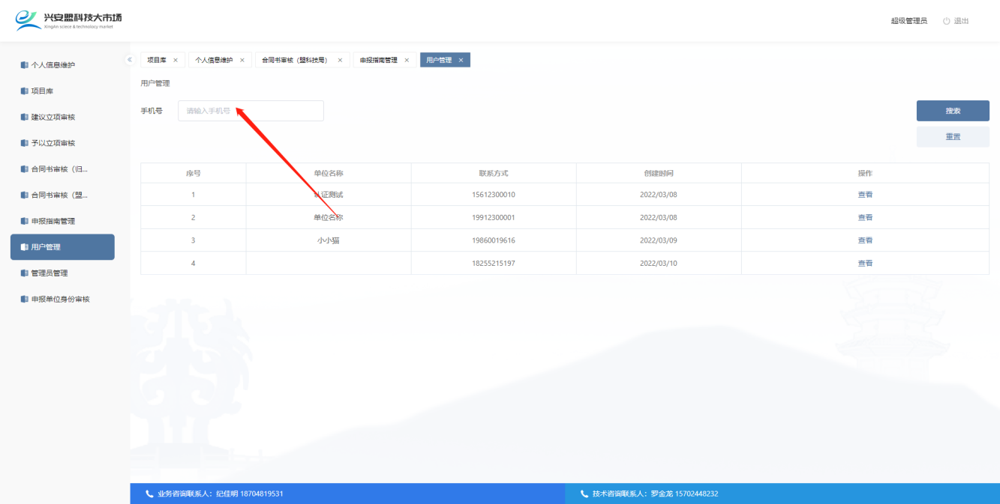 兴安盟科技大市场
XingAn sciece & technolocy market
超级管理员 退出
个人信息维护
项目库
建议立项审核
予以立项审核
合同书审核（归...
合同书审核（盟...
申报指南管理
用户管理
管理员管理
申报单位身份审核
项目库 个人信息维护 合同书审核（盟科技局） 申报指南管理 用户管理
用户管理
手机号 请输入手机号 搜索
重置
序号 单位名称 联系方式 创建时间 操作
1 认证测试 15612300010 2022/03/08 查看
2 单位名称 19912300001 2022/03/08 查看
3 小小猫 19860019616 2022/03/09 查看
4 18255215197 2022/03/10 查看
业务咨询联系人：纪佳明 18704819531 技术咨询联系人：罗金龙 15702448232